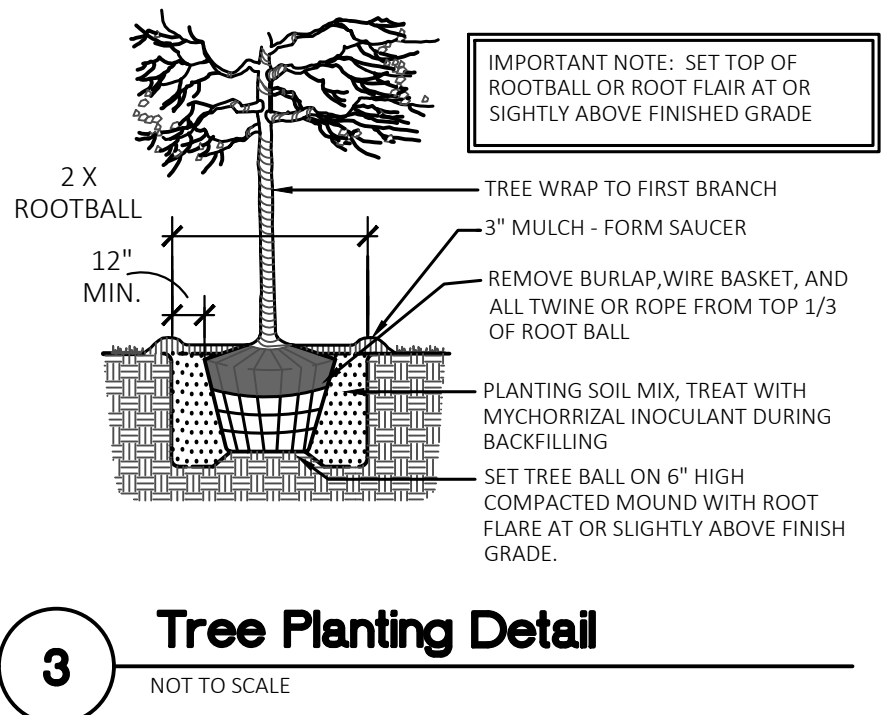 IMPORTANT NOTE: SET TOP OF
ROOTBALL OR ROOT FLAIR AT OR
SIGHTLY ABOVE FINISHED GRADE
2 X
ROOTBALL
12"
MIN.
TREE WRAP TO FIRST BRANCH
3" MULCH - FORM SAUCER
REMOVE BURLAP,WIRE BASKET, AND
ALL TWINE OR ROPE FROM TOP 1/3
OF ROOT BALL
PLANTING SOIL MIX, TREAT WITH
MYCHORRIZAL INOCULANT DURING
BACKFILLING
SET TREE BALL ON 6" HIGH
COMPACTED MOUND WITH ROOT
FLARE AT OR SLIGHTLY ABOVE FINISH
GRADE.
3
Tree Planting Detail
NOT TO SCALE